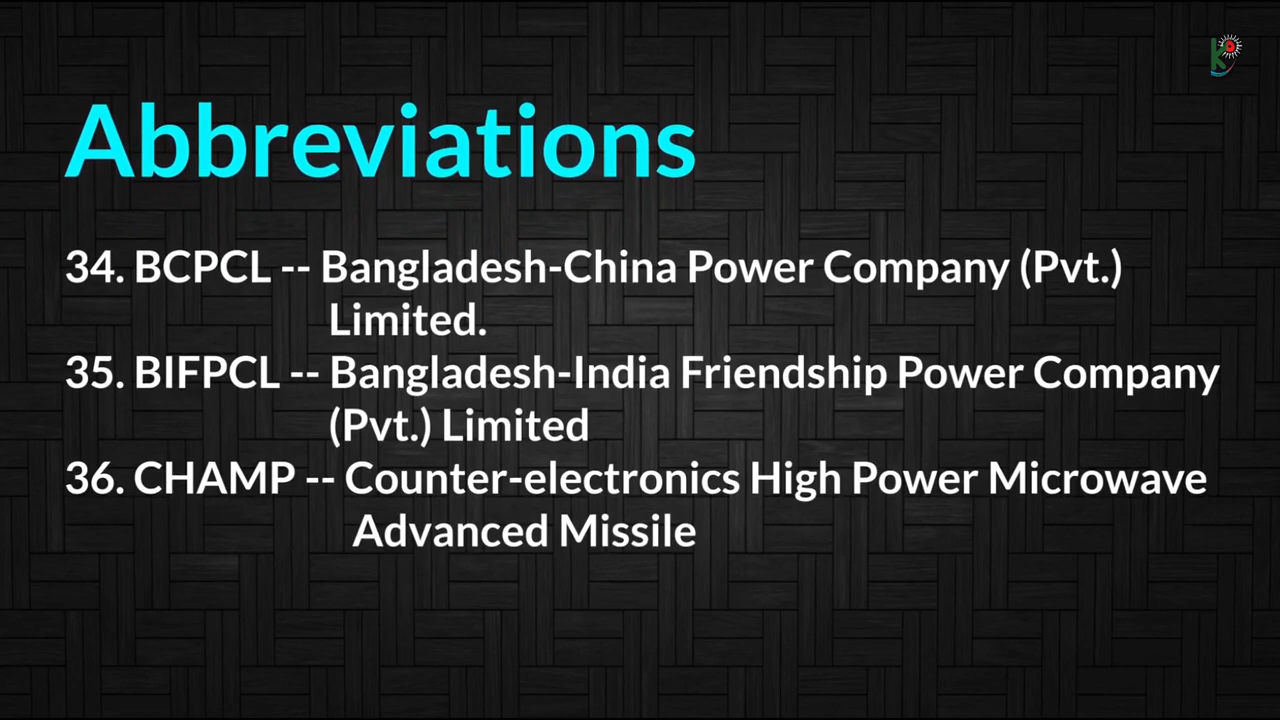 Abbreviations
34. BCPCL -- Bangladesh-China Power Company (Pvt.)
Limited.
35. BIFPCL -- Bangladesh-India Friendship Power Company
(Pvt.) Limited
36. CHAMP -- Counter-electronics High Power Microwave
Advanced Missile